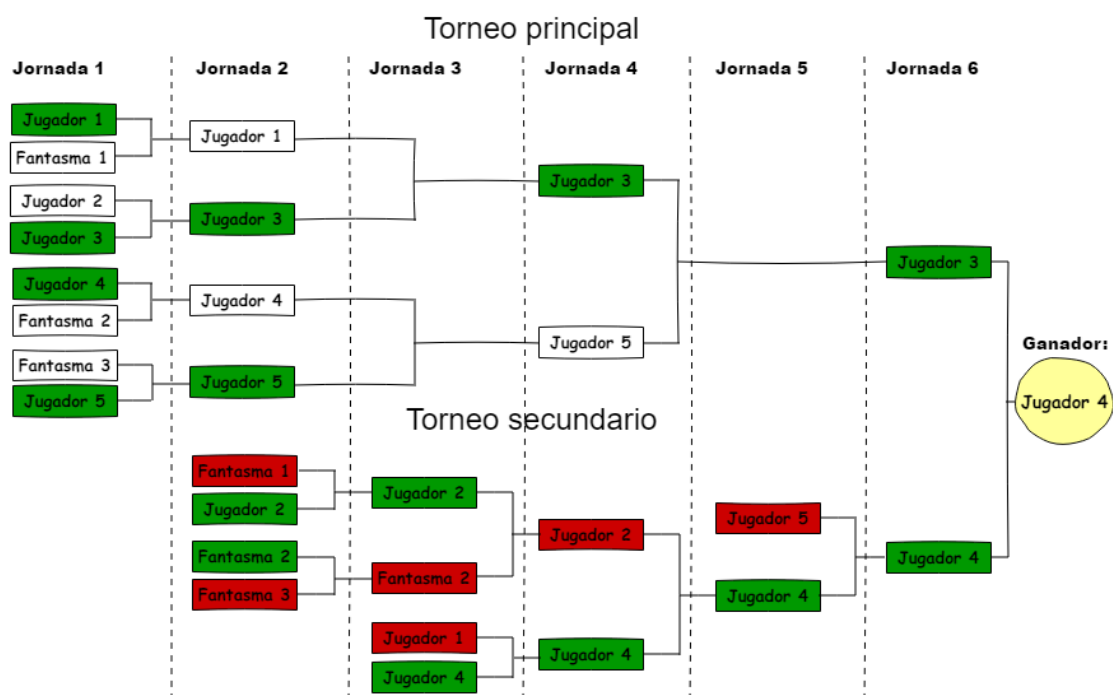 Torneo principal
Jornada 1
Jornada 2
Jornada 3
Jornada 4
Jornada 5
Jornada 6
Jugador 1
Fantasma 1
Jugador 2
Jugador 3
Jugador 4
Fantasma 2
Fantasma 3
Jugador 5
Jugador 1
Jugador 3
Jugador 4
Jugador 5
Jugador 3
Jugador 5
Jugador 3
Ganador:
Jugador 4
Torneo secundario
Fantasma 1
Jugador 2
Fantasma 2
Fantasma 3
Jugador 2
Fantasma 2
Jugador 1
Jugador 4
Jugador 2
Jugador 4
Jugador 5
Jugador 4
Jugador 4